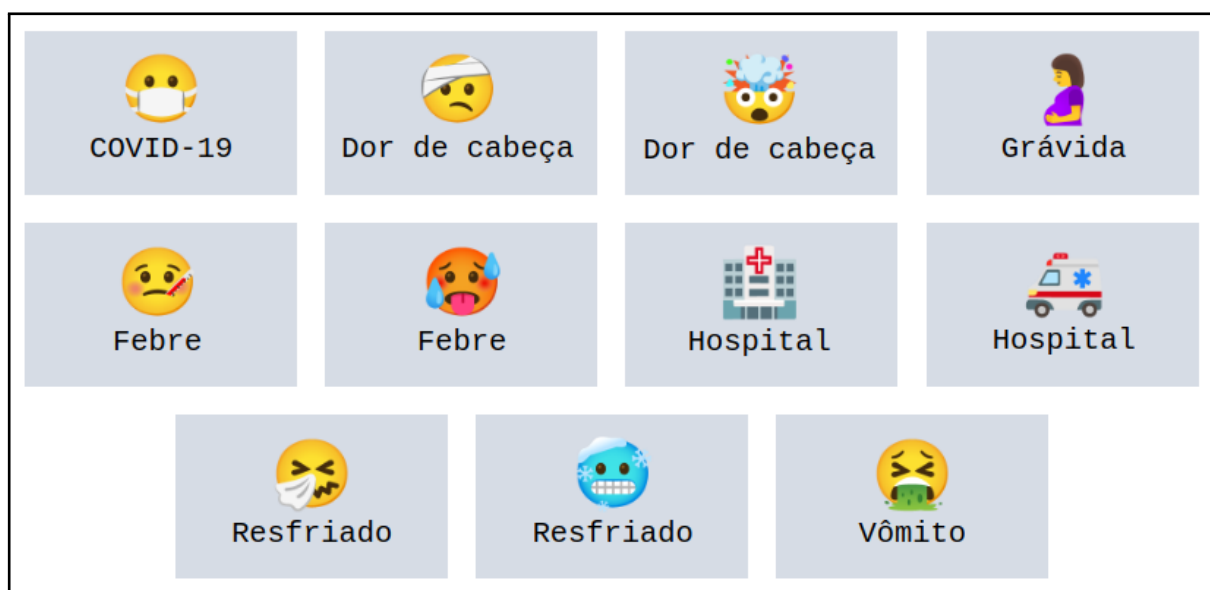 COVID-19
Dor de cabeça
Dor de cabeça
Grávida
Febre
Febre
Hospital
Hospital
Resfriado
Resfriado
Vômito